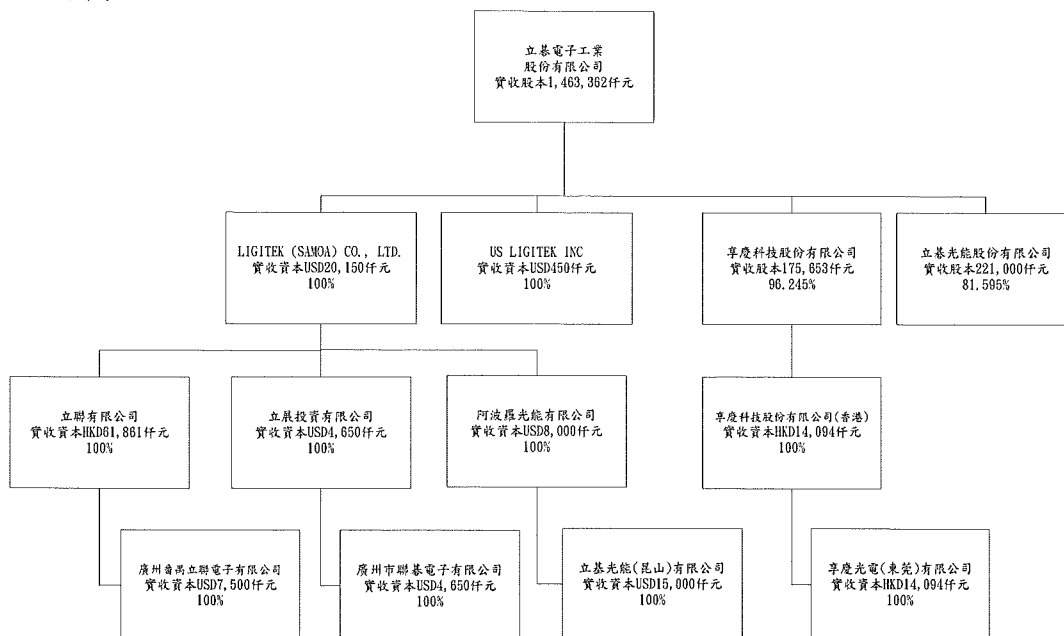 立碁電子工業
股份有限公司
實收股本1,463,362仟元
LIGITEK (SAMOA) CO., LTD.
實收資本USD20,150仟元
100%
US LIGITEK INC
實收資本USD450仟元
100%
享慶科技股份有限公司
實收股本175,653仟元
96.245%
立碁光能股份有限公司
實收股本221,000仟元
81.595%
立聯有限公司
實收資本HKD61,861仟元
100%
立展投資有限公司
實收資本USD4,650仟元
100%
阿波羅光能有限公司
實收資本USD8,000仟元
100%
享慶科技股份有限公司(香港)
實收資本HKD14,094仟元
100%
廣州番禺立聯電子有限公司
實收資本USD7,500仟元
100%
廣州市聯碁電子有限公司
實收資本USD4,650仟元
100%
立基光能(昆山)有限公司
實收資本USD15,000仟元
100%
享慶光電(東莞)有限公司
實收資本HKD14,094仟元
100%